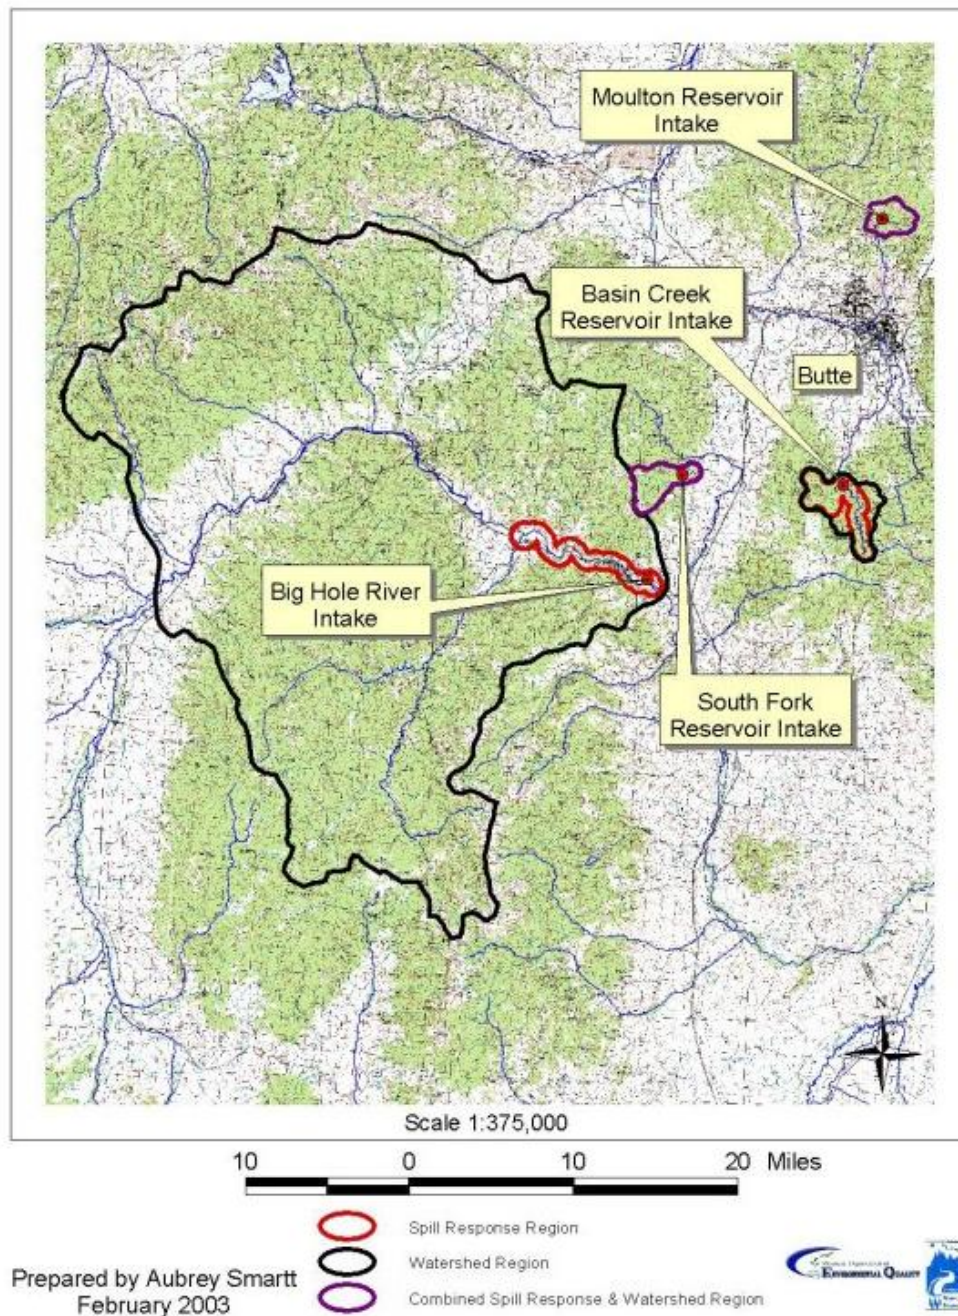 Moulton Reservoir
Intake
Basin Creek
Reservoir Intake
Butte
Big Hole River
Intake
South Fork
Reservoir Intake
N
Scale 1:375,000
10 0 10 20 Miles
Spill Response Region
Watershed Region
Combined Spill Response & Watershed Region
Prepared by Aubrey Smartt
February 2003
ENVIRONMENTAL QUALITY